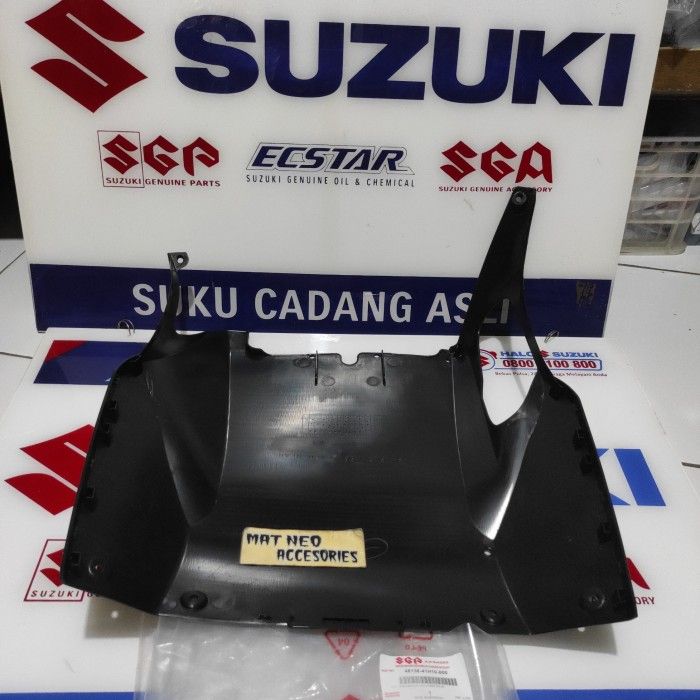 SUZUKI
SGP
SUZUKI GENUINE PARTS
ECSTAR
SUZUKI GENUINE OIL & CHEMICAL
SGA
SUZUKI GENUINE ACCESSORY
SUKU CADANG ASLI
HALO SUZUKI
0800 1100 800
MAT NEO
ACCESORIES
SUZUKI
SGP